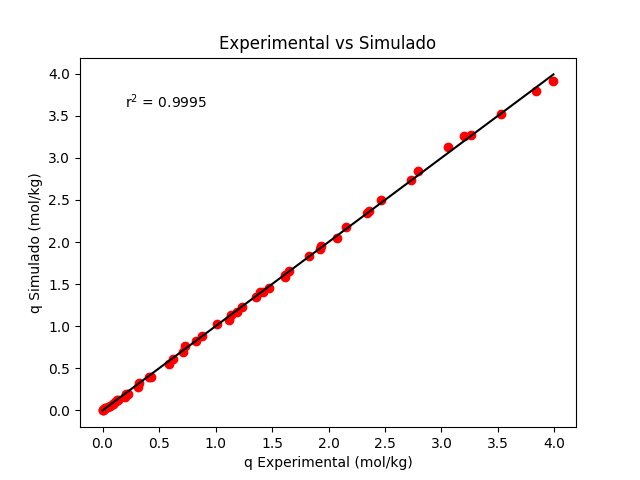 Experimental vs Simulado
r² = 0.9995
4.0
3.5
3.0
2.5
2.0
1.5
1.0
0.5
0.0
q Simulado (mol/kg)
0.0 0.5 1.0 1.5 2.0 2.5 3.0 3.5 4.0
q Experimental (mol/kg)